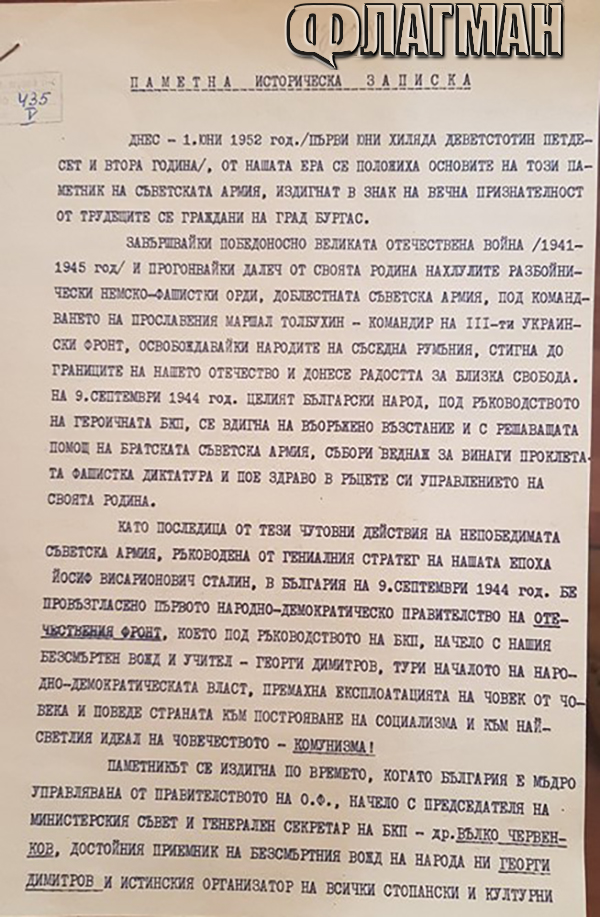 ФЛАГМАН
ПАМЕТНА ИСТОРИЧЕСКА ЗАПИСКА
435
V
ДНЕС - 1.ЮНИ 1952 год./ПЪРВИ ЮНИ ХИЛЯДА ДЕВЕТСТОТИН ПЕТДЕ-
СЕТ И ВТОРА ГОДИНА/, ОТ НАШАТА ЕРА СЕ ПОЛОЖИХА ОСНОВИТЕ НА ТОЗИ ПА-
МЕТНИК НА СЪВЕТСКАТА АРМИЯ, ИЗДИГНАТ В ЗНАК НА ВЕЧНА ПРИЗНАТЕЛНОСТ
ОТ ТРУДЕЩИТЕ СЕ ГРАЖДАНИ НА ГРАД БУРГАС.
ЗАВЪРШВАЙКИ ПОБЕДОНОСНО ВЕЛИКАТА ОТЕЧЕСТВЕНА ВОЙНА /1941-
1945 год/ И ПРОГОНВАЙКИ ДАЛЕЧ ОТ СВОЯТА РОДИНА НАХЛУЛИТЕ РАЗБОЙНИ-
ЧЕСКИ НЕМСКО-ФАШИСТКИ ОРДИ, ДОБЛЕСТНАТА СЪВЕТСКА АРМИЯ, ПОД КОМАНД-
ВАНЕТО НА ПРОСЛАВЕНИЯ МАРШАЛ ТОЛБУХИН - КОМАНДИР НА III-ти УКРАИН-
СКИ ФРОНТ, ОСВОБОЖДАВАЙКИ НАРОДИТЕ НА СЪСЕДНА РУМЪНИЯ, СТИГНА ДО
ГРАНИЦИТЕ НА НАШЕТО ОТЕЧЕСТВО И ДОНЕСЕ РАДОСТТА ЗА БЛИЗКА СВОБОДА.
НА 9.СЕПТЕМВРИ 1944 год. ЦЕЛИЯТ БЪЛГАРСКИ НАРОД, ПОД РЪКОВОДСТВОТО
НА ГЕРОИЧНАТА БКП, СЕ ВДИГНА НА ВЪОРЪЖЕНО ВЪЗСТАНИЕ И С РЕШАВАЩАТА
ПОМОЩ НА БРАТСКАТА СЪВЕТСКА АРМИЯ, СЪБОРИ ВЕДНАЖ ЗА ВИНАГИ ПРОКЛЕТА-
ТА ФАШИСТКА ДИКТАТУРА И ПОЕ ЗДРАВО В РЪЦЕТЕ СИ УПРАВЛЕНИЕТО НА
СВОЯТА РОДИНА.
КАТО ПОСЛЕДИЦА ОТ ТЕЗИ ЧУТОВНИ ДЕЙСТВИЯ НА НЕПОБЕДИМАТА
СЪВЕТСКА АРМИЯ, РЪКОВОДЕНА ОТ ГЕНИАЛНИЯ СТРАТЕГ НА НАШАТА ЕПОХА
ЙОСИФ ВИСАРИОНОВИЧ СТАЛИН, В БЪЛГАРИЯ НА 9.СЕПТЕМВРИ 1944 год. БЕ
ПРОВЪЗГЛАСЕНО ПЪРВОТО НАРОДНО-ДЕМОКРАТИЧЕСКО ПРАВИТЕЛСТВО НА ОТЕ-
ЧЕСТВЕНИЯ ФРОНТ, КОЕТО ПОД РЪКОВОДСТВОТО НА БКП, НАЧЕЛО С НАШИЯ
БЕЗСМЪРТЕН ВОЖД И УЧИТЕЛ - ГЕОРГИ ДИМИТРОВ, ТУРИ НАЧАЛОТО НА НАРО-
ДНО-ДЕМОКРАТИЧЕСКАТА ВЛАСТ, ПРЕМАХНА ЕКСПЛОАТАЦИЯТА НА ЧОВЕК ОТ ЧО-
ВЕКА И ПОВЕДЕ СТРАНАТА КЪМ ПОСТРОЯВАНЕ НА СОЦИАЛИЗМА И КЪМ НАЙ-
СВЕТЛИЯ ИДЕАЛ НА ЧОВЕЧЕСТВОТО - КОМУНИЗМА!
ПАМЕТНИКЪТ СЕ ИЗДИГНА ПО ВРЕМЕТО, КОГАТО БЪЛГАРИЯ Е МЪДРО
УПРАВЛЯВАНА ОТ ПРАВИТЕЛСТВОТО НА О.Ф., НАЧЕЛО С ПРЕДСЕДАТЕЛЯ НА
МИНИСТЕРСКИЯ СЪВЕТ И ГЕНЕРАЛЕН СЕКРЕТАР НА БКП - др.ВЪЛКО ЧЕРВЕН-
КОВ, ДОСТОЙНИЯ ПРИЕМНИК НА БЕЗСМЪРТНИЯ ВОЖД НА НАРОДА НИ ГЕОРГИ
ДИМИТРОВ И ИСТИНСКИЯ ОРГАНИЗАТОР НА ВСИЧКИ СТОПАНСКИ И КУЛТУРНИ